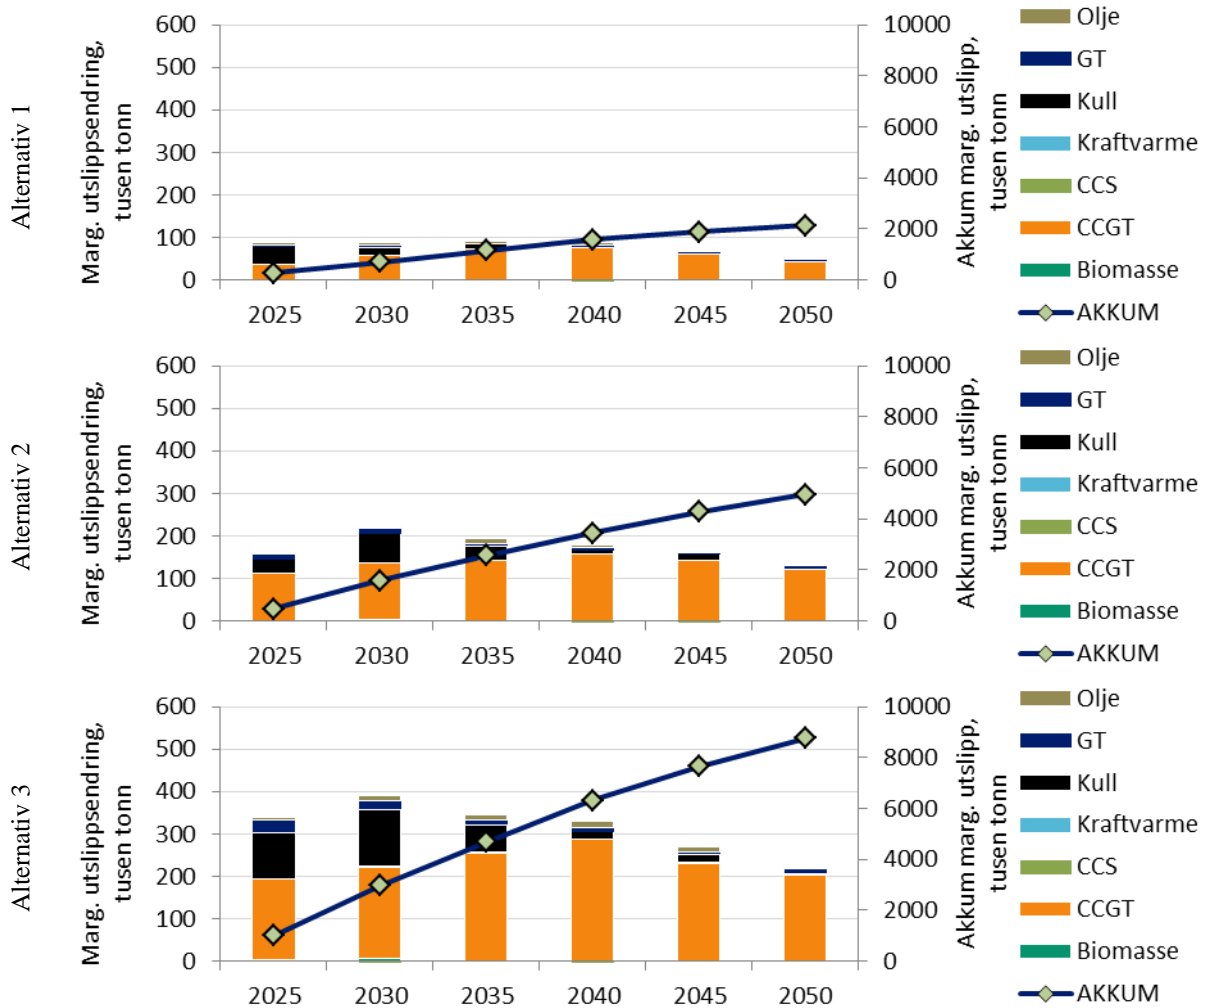 Alternativ 1
Marg. utslippsendring,
tusen tonn
600
500
400
300
200
100
0
2025 2030 2035 2040 2045 2050
10000
8000
6000
4000
2000
0
Akkum marg. utslipp,
tusen tonn
Olje
GT
Kull
Kraftvarme
CCS
CCGT
Biomasse
AKKUM
Alternativ 2
Marg. utslippsendring,
tusen tonn
600
500
400
300
200
100
0
2025 2030 2035 2040 2045 2050
10000
8000
6000
4000
2000
0
Akkum marg. utslipp,
tusen tonn
Olje
GT
Kull
Kraftvarme
CCS
CCGT
Biomasse
AKKUM
Alternativ 3
Marg. utslippsendring,
tusen tonn
600
500
400
300
200
100
0
2025 2030 2035 2040 2045 2050
10000
8000
6000
4000
2000
0
Akkum marg. utslipp,
tusen tonn
Olje
GT
Kull
Kraftvarme
CCS
CCGT
Biomasse
AKKUM